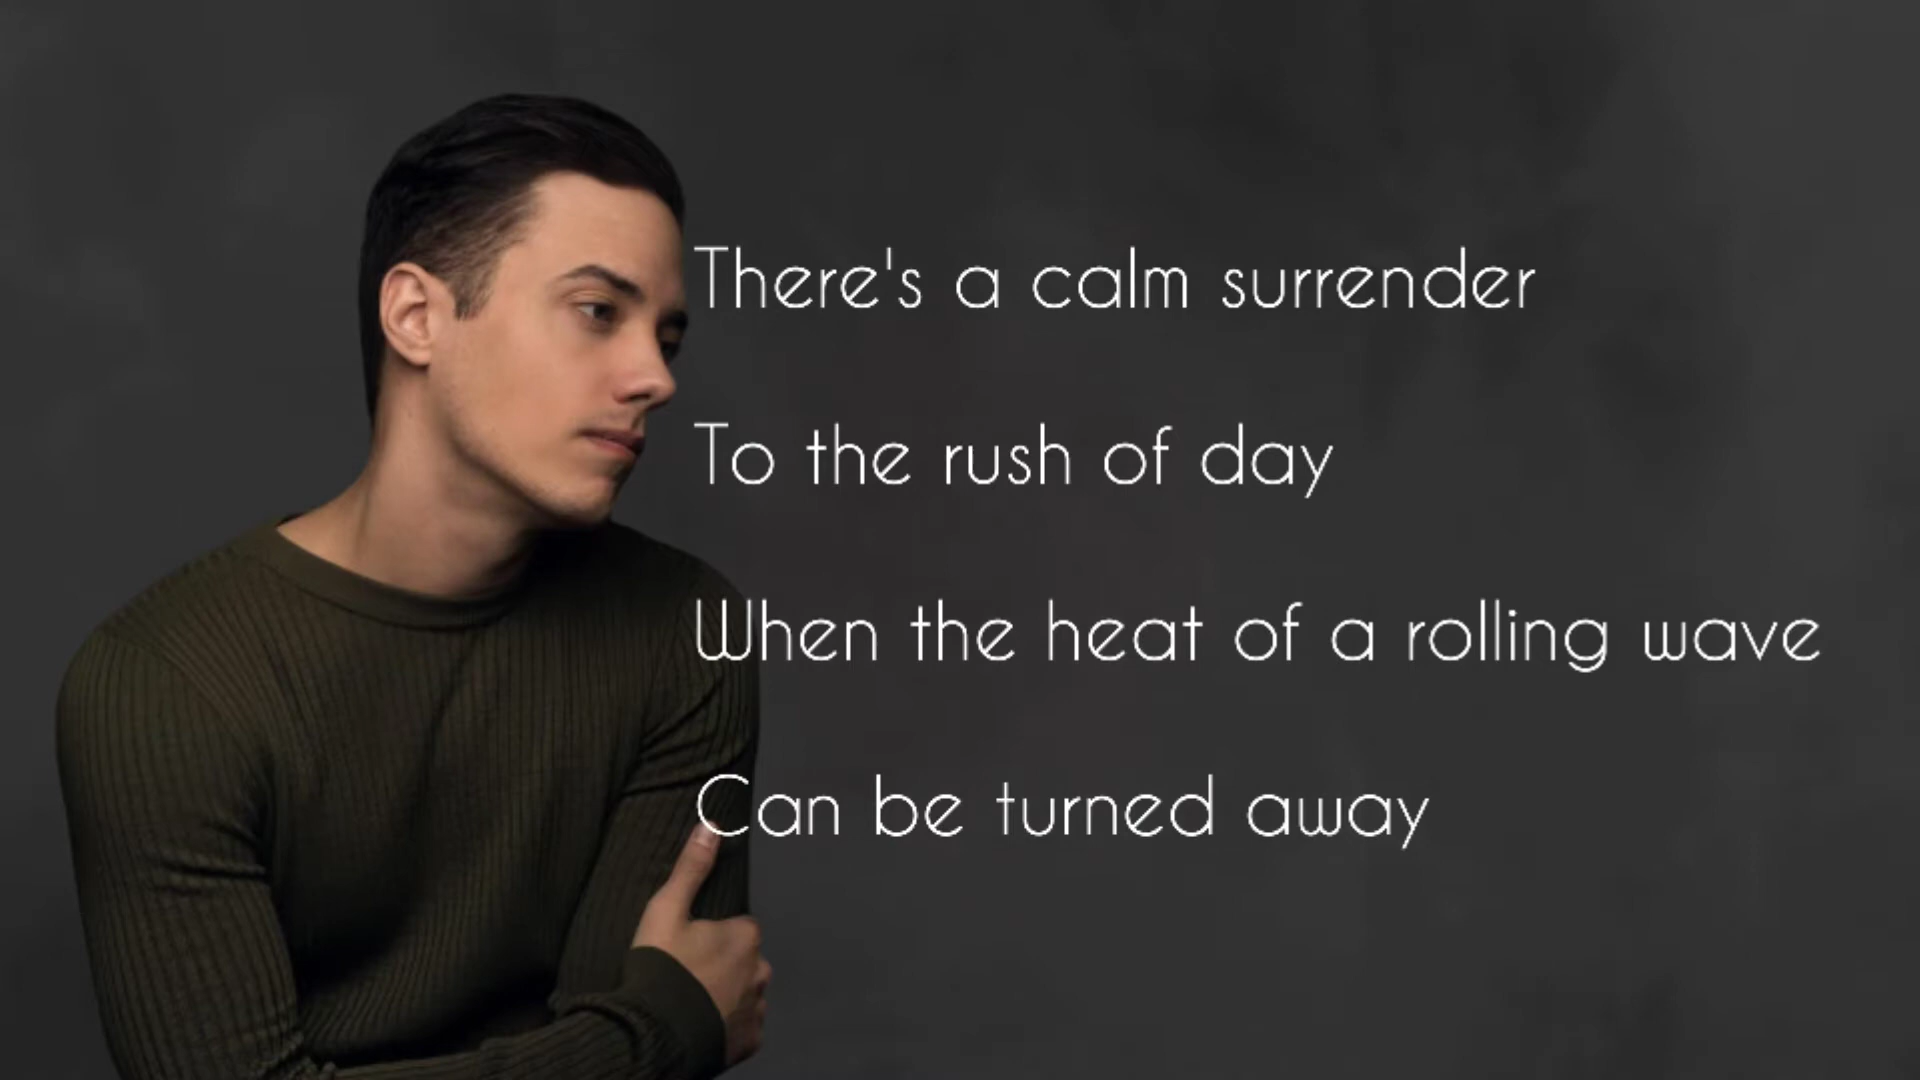 There's a calm surrender
To the rush of day
When the heat of a rolling wave
Can be turned away